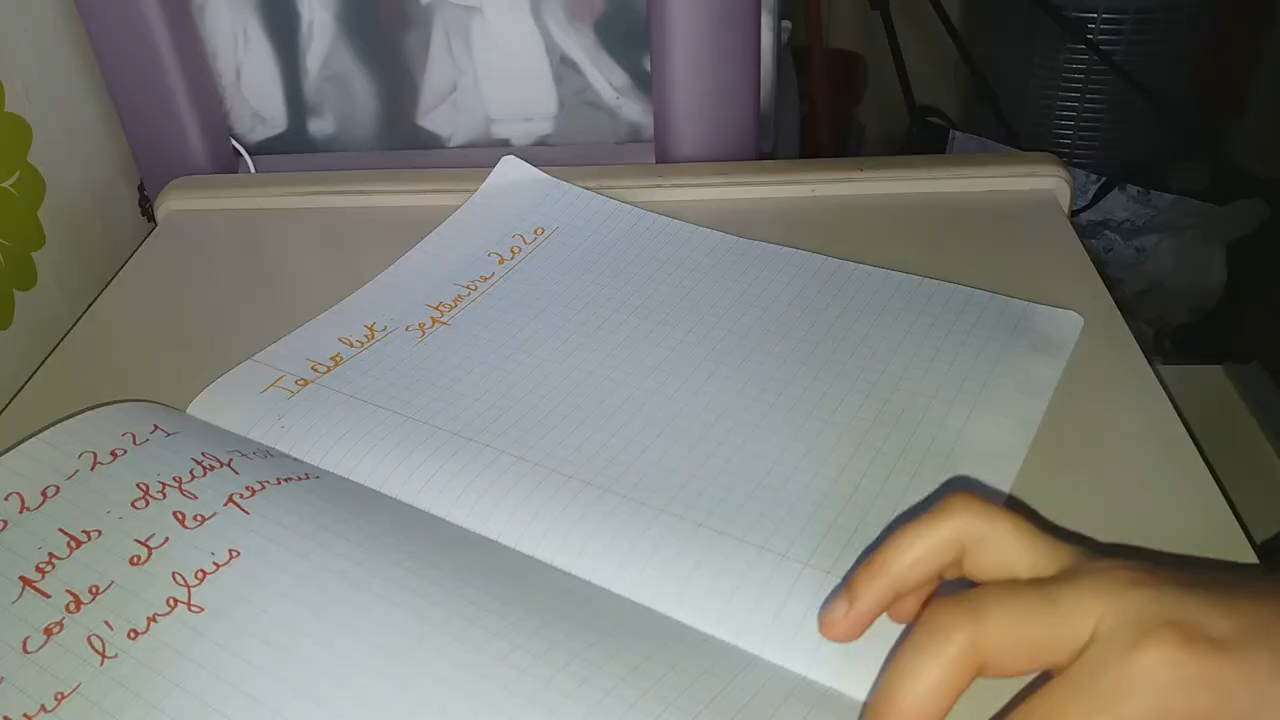 20-2021
poids: objectif
code et le permis
l'anglais
To do list:
Septembre 2020